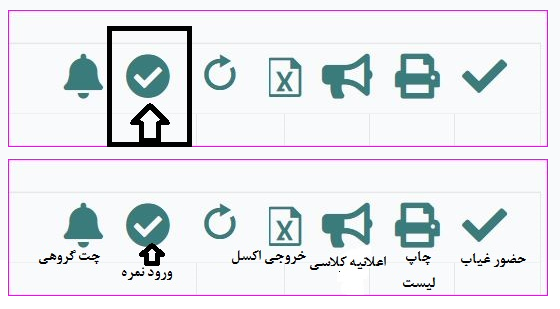 حضور غیاب
چاپ
لیست
اعلانیه کلاسی
خروجی اکسل
ورود نمره
چت گروهی